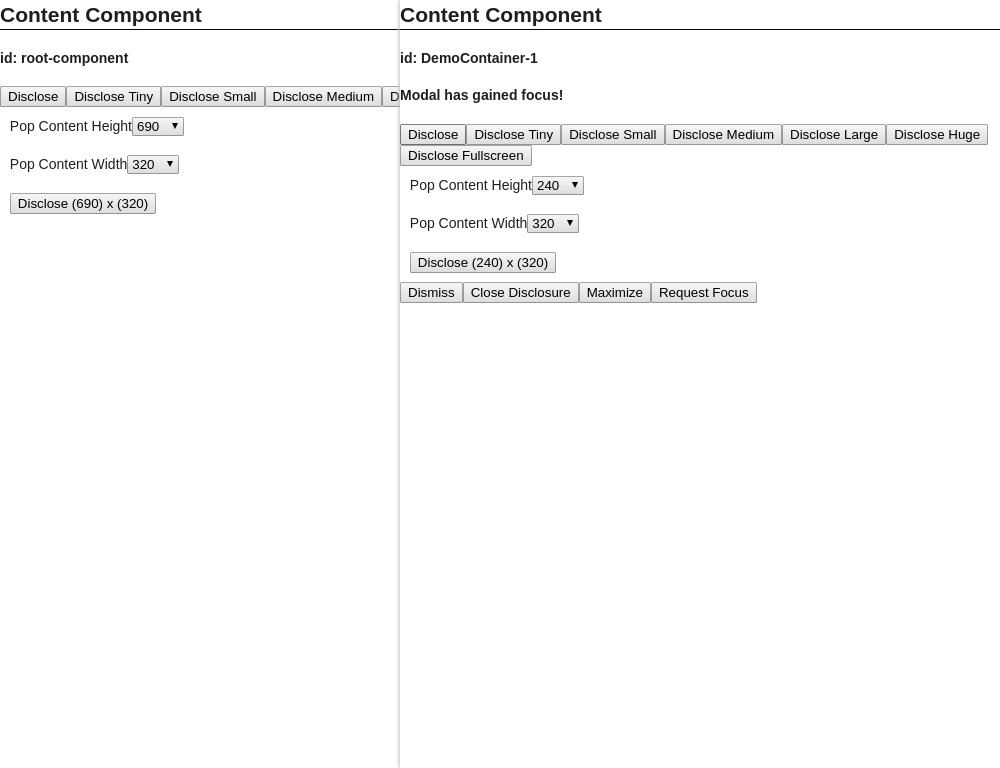 Content Component
id: root-component
Disclose Disclose Tiny Disclose Small Disclose Medium D
Pop Content Height 690
Pop Content Width 320
Disclose (690) x (320)
Content Component
id: DemoContainer-1
Modal has gained focus!
Disclose Disclose Tiny Disclose Small Disclose Medium Disclose Large Disclose Huge
Disclose Fullscreen
Pop Content Height 240
Pop Content Width 320
Disclose (240) x (320)
Dismiss Close Disclosure Maximize Request Focus